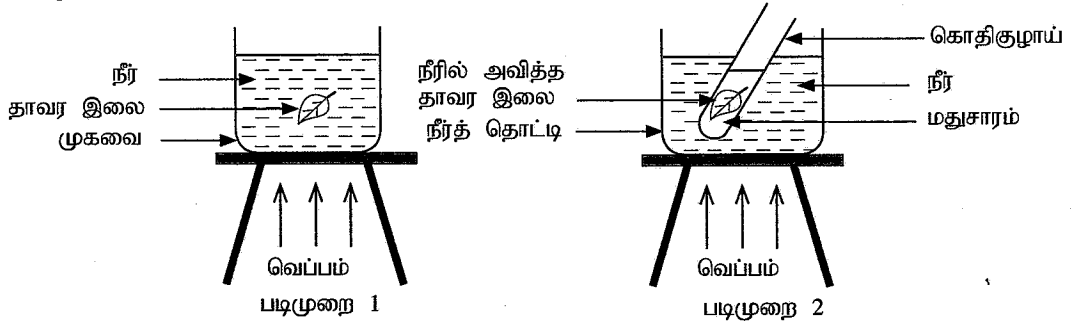 நீர்
தாவர இலை
முகவை
வெப்பம்
படிமுறை 1
நீரில் அவித்த
தாவர இலை
நீர்த் தொட்டி
கொதிகுழாய்
நீர்
மதுசாரம்
வெப்பம்
படிமுறை 2